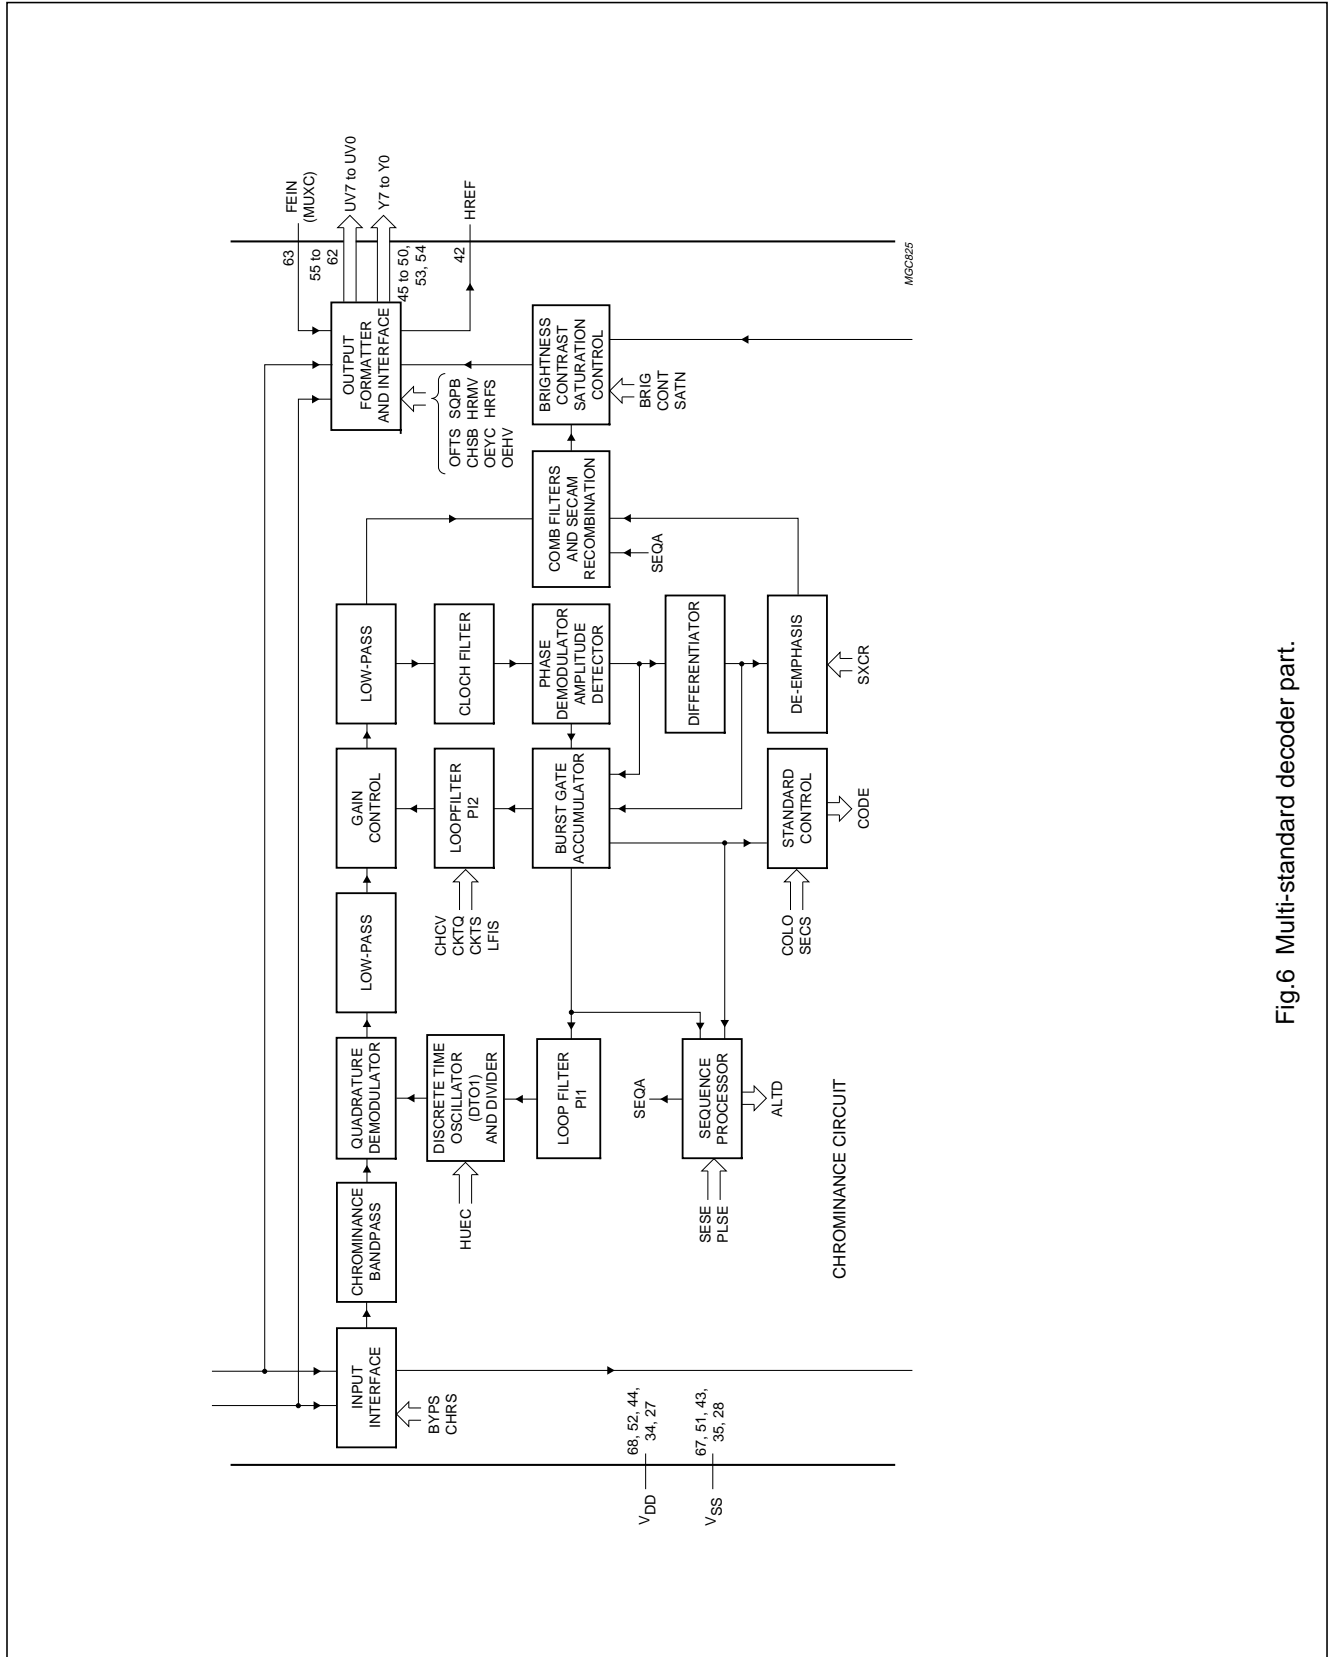 FEIN
(MUXC)
63
55 to
62
UV7 to UV0
Y7 to Y0
45 to 50,
53, 54
42
HREF
OUTPUT
FORMATTER
AND INTERFACE
OFTS SQPB
CHSB HRMV
OEYC HRFS
OEHV
BRIGHTNESS
CONTRAST
SATURATION
CONTROL
BRIG
CONT
SATN
MGC825
COMB FILTERS
AND SECAM
RECOMBINATION
SEQA
LOW-PASS
CLOCH FILTER
PHASE
DEMODULATOR
AMPLITUDE
DETECTOR
DIFFERENTIATOR
DE-EMPHASIS
SXCR
GAIN
CONTROL
LOOPFILTER
PI2
BURST GATE
ACCUMULATOR
STANDARD
CONTROL
CODE
CHCV
CKTQ
CKTS
LFIS
COLO
SECS
LOW-PASS
QUADRATURE
DEMODULATOR
DISCRETE TIME
OSCILLATOR
(DTO1)
AND DIVIDER
LOOP FILTER
PI1
SEQA
SEQUENCE
PROCESSOR
ALTD
HUEC
SESE
PLSE
CHROMINANCE
BANDPASS
CHROMINANCE CIRCUIT
INPUT
INTERFACE
BYPS
CHRS
68, 52, 44,
34, 27
67, 51, 43,
35, 28
VDD
VSS
Fig.6 Multi-standard decoder part.